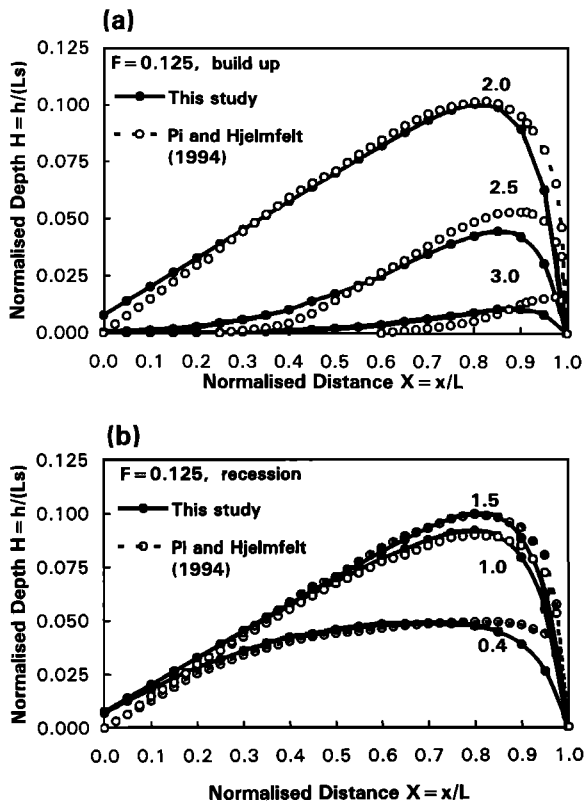 (a)
F = 0.125, build up
This study
Pi and Hjelmfelt
(1994)
2.0
2.5
3.0
Normalised Depth H = h/(Ls)
0.125
0.100
0.075
0.050
0.025
0.000
0.0 0.1 0.2 0.3 0.4 0.5 0.6 0.7 0.8 0.9 1.0
Normalised Distance X = x/L
(b)
F = 0.125, recession
This study
Pi and Hjelmfelt
(1994)
1.5
1.0
0.4
Normalised Depth H = h/(Ls)
0.125
0.100
0.075
0.050
0.025
0.000
0.0 0.1 0.2 0.3 0.4 0.5 0.6 0.7 0.8 0.9 1.0
Normalised Distance X = x/L